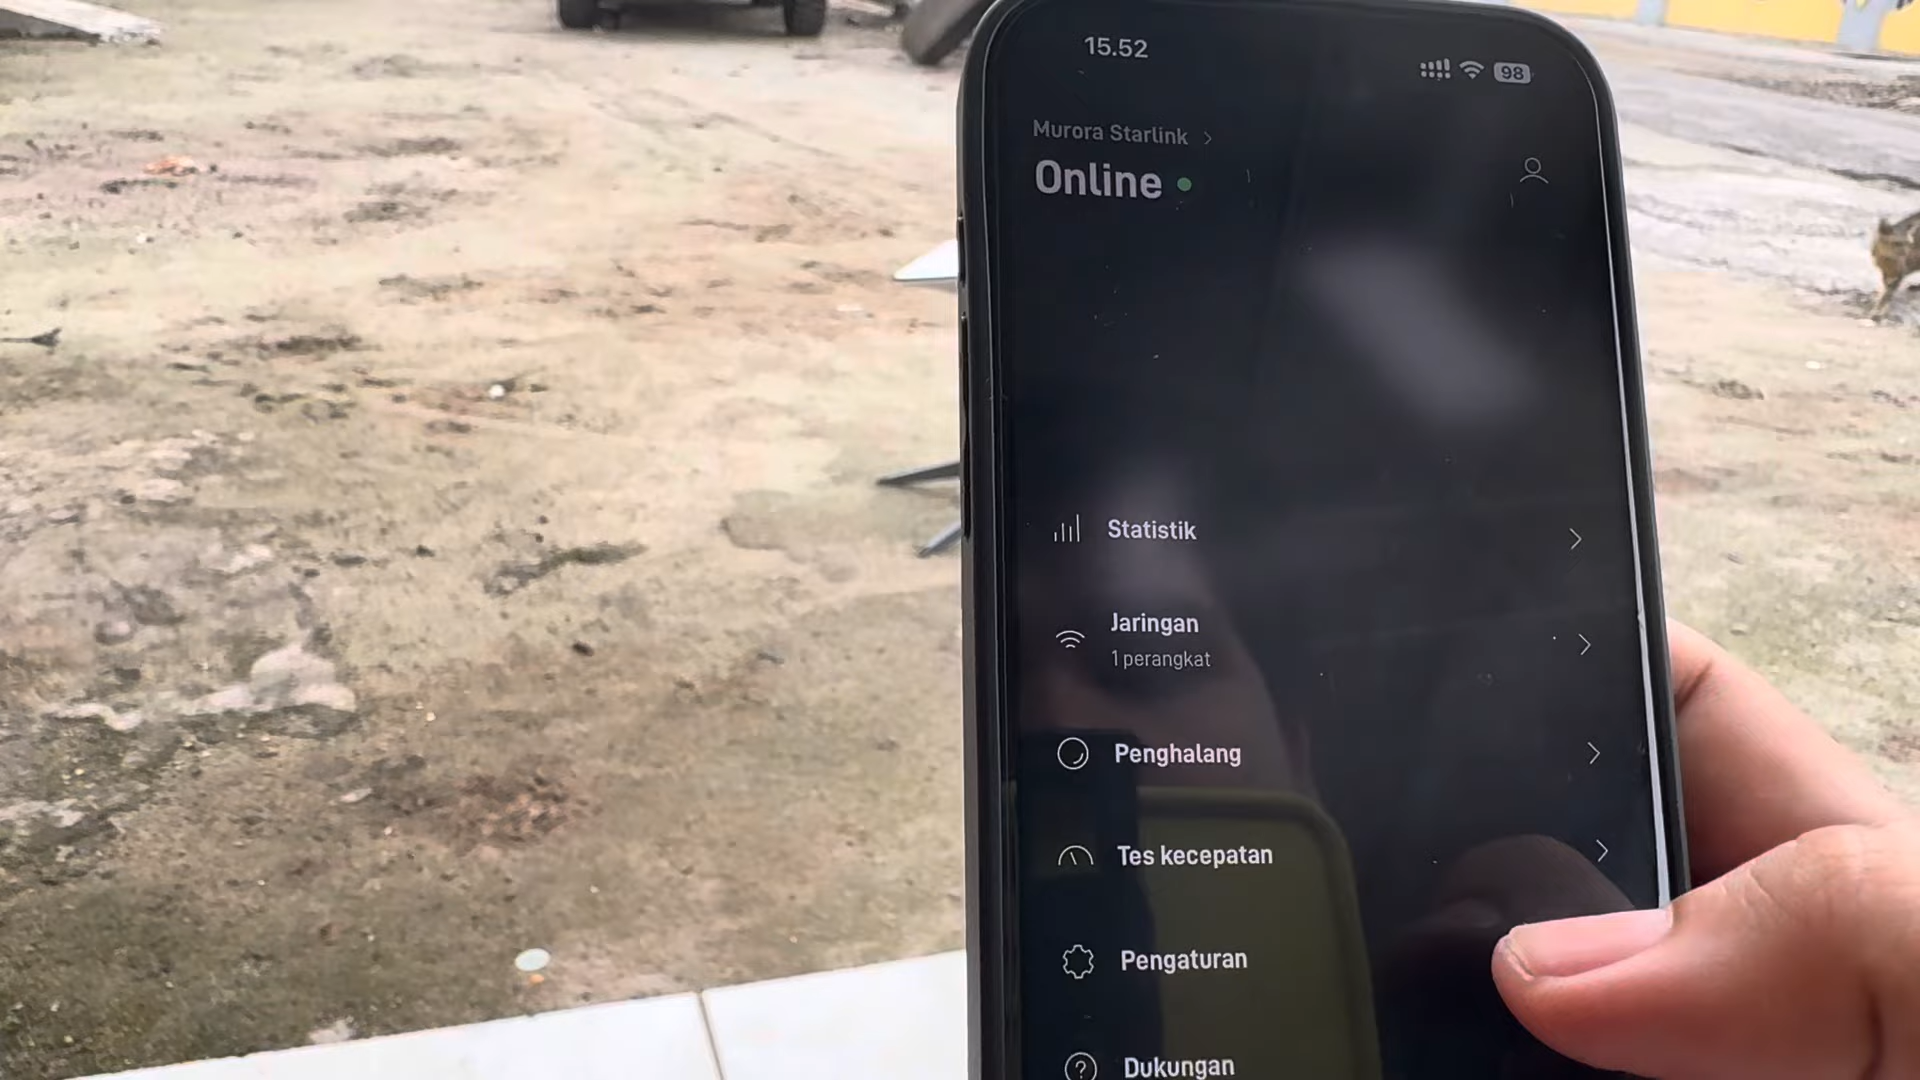 15.52
98
Murora Starlink
Online
Statistik
Jaringan
1 perangkat
Penghalang
Tes kecepatan
Pengaturan
Dukungan